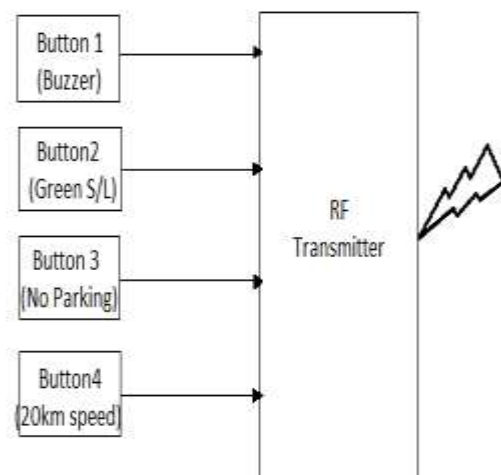 Button 1
(Buzzer)
Button2
(Green S/L)
Button 3
(No Parking)
Button4
(20km speed)
RF
Transmitter